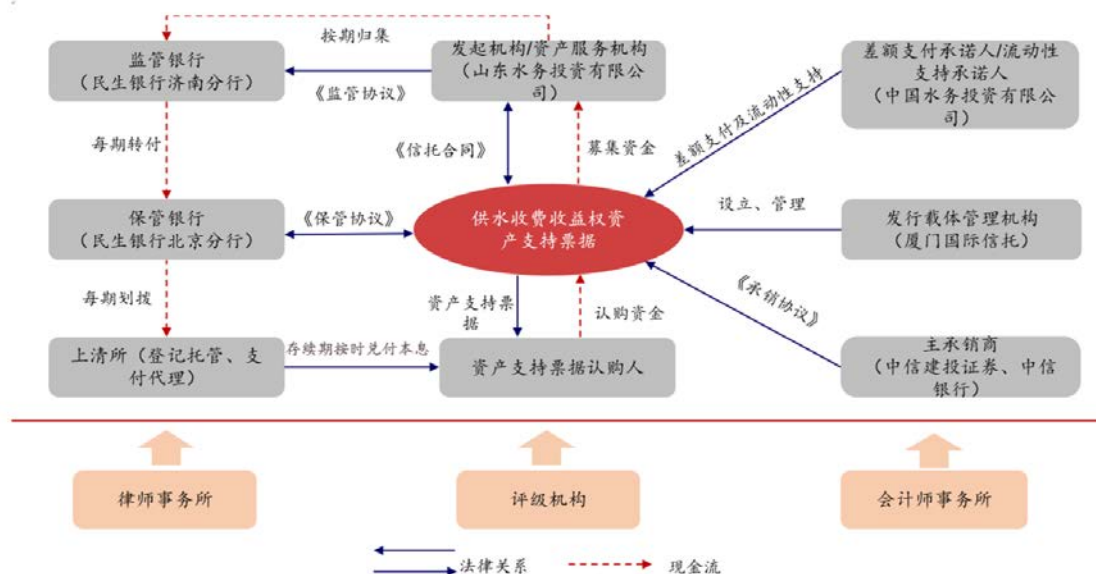 按期归集
监管银行
（民生银行济南分行）
《监管协议》
发起机构/资产服务机构
（山东水务投资有限公
司）
差额支付承诺人/流动性
支持承诺人
（中国水务投资有限公
司）
每期转付
《信托合同》
募集资金
差额支付及流动性支持
保管银行
（民生银行北京分行）
《保管协议》
供水收费收益权资
产支持票据
设立、管理
发行载体管理机构
（厦门国际信托）
每期划拨
资产支持票
据
认购资金
《承销协议》
上清所（登记托管、支
付代理）
存续期按时兑付本息
资产支持票据认购人
主承销商
（中信建投证券、中信
银行）
律师事务所
评级机构
会计师事务所
法律关系
现金流